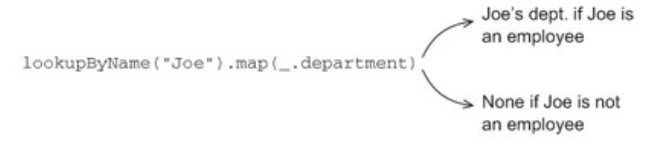 Joe's dept. if Joe is
an employee
lookupByName("Joe").map(_.department)
None if Joe is not
an employee